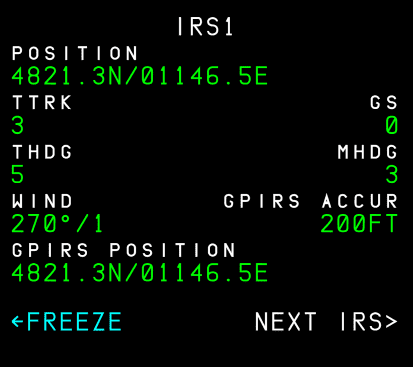 IRS1
POSITION
4821.3N/01146.5E
TTRK GS
3 0
THDG MHDG
5 3
WIND GPIRS ACCUR
270°/1 200FT
GPIRS POSITION
4821.3N/01146.5E
←FREEZE NEXT IRS>